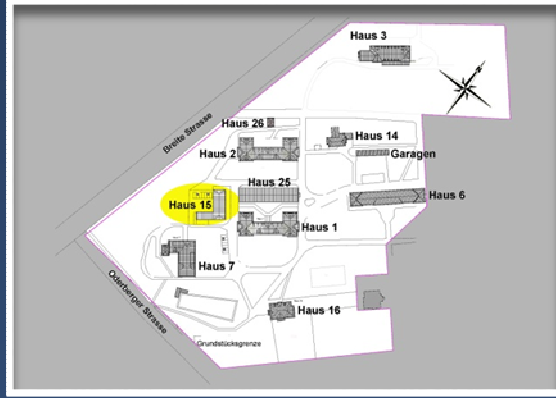 Haus 3
Breite Strasse
Haus 26
Haus 14
Haus 2
Garagen
Haus 25
Haus 6
Haus 15
Haus 1
Haus 7
Oderberger Strasse
Haus 16
Grundstücksgrenze